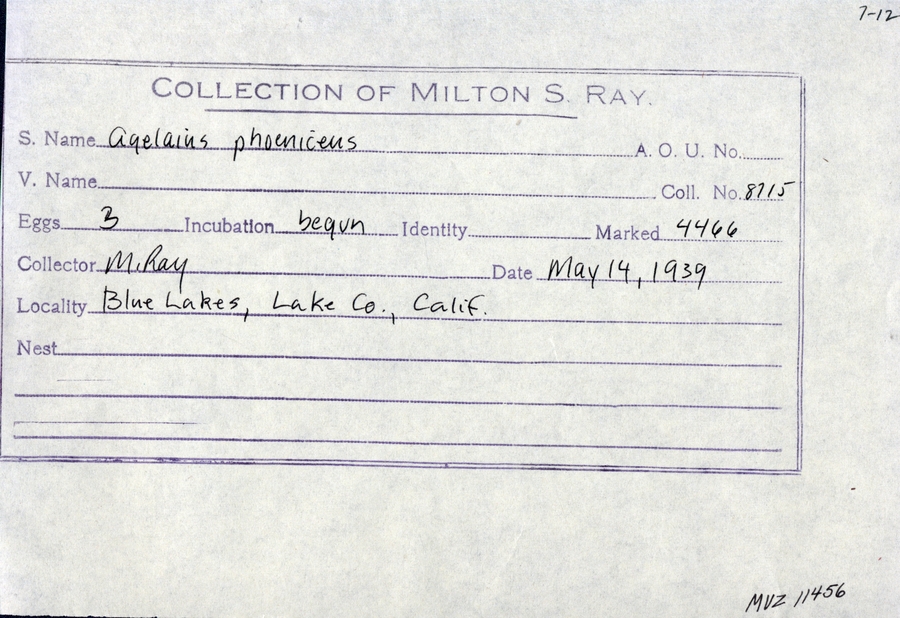 7-12
COLLECTION OF MILTON S. RAY.
S. Name Agelaius phoeniceus A. O. U. No.
V. Name Coll. No. 8715
Eggs 3 Incubation begun Identity Marked 4466
Collector M. Ray Date May 14, 1939
Locality Blue Lakes, Lake Co., Calif.
Nest
MVZ 11456